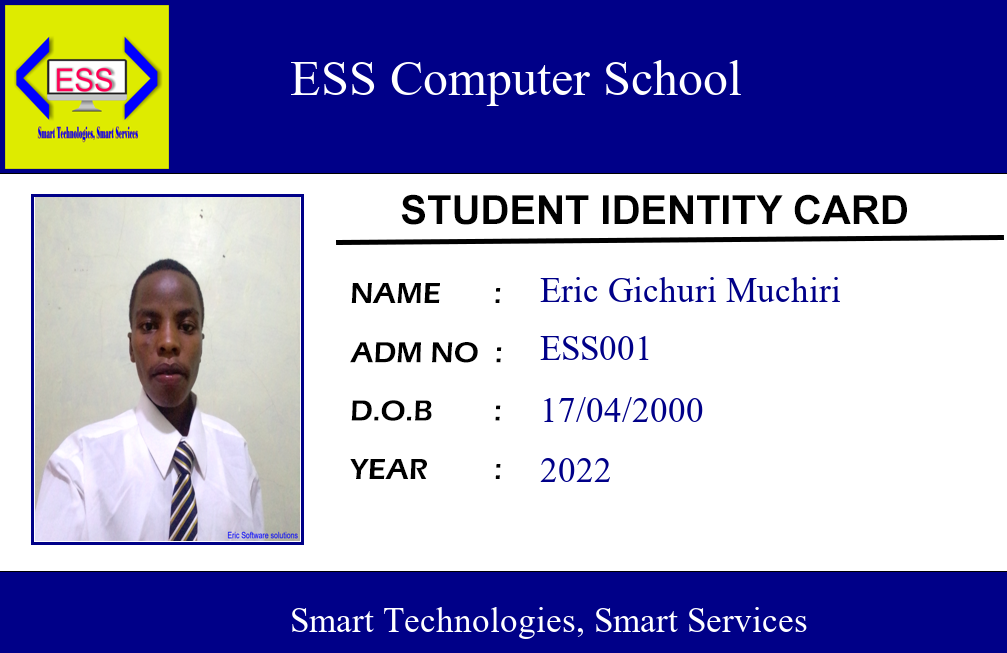 ESS
Smart Technologies, Smart Services
ESS Computer School
STUDENT IDENTITY CARD
NAME : Eric Gichuri Muchiri
ADM NO : ESS001
D.O.B : 17/04/2000
YEAR : 2022
Eric Software solutions
Smart Technologies, Smart Services